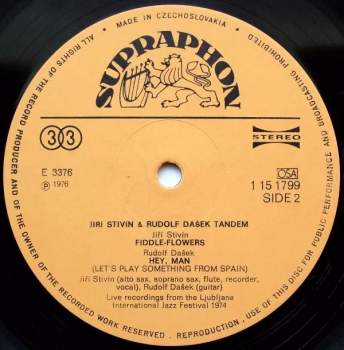 MADE IN CZECHOSLOVAKIA
ALL RIGHTS OF THE RECORD PRODUCER AND OF THE OWNER OF THE WORK RESERVED . REPRODUCTION , USE OF THIS DISC FOR PUBLIC PERFORMANCE AND BROADCASTING PROHIBITED
SUPRAPHON
33
STEREO
E 3376
℗ 1976
OSA
1 15 1799
SIDE 2
JIRI STIVIN & RUDOLF DAŠEK TANDEM
Jiří Stivín
FIDDLE-FLOWERS
Rudolf Dašek
HEY, MAN
(LET'S PLAY SOMETHING FROM SPAIN)
Jiří Stivín (alto sax, soprano sax, flute, recorder,
vocal), Rudolf Dašek (guitar)
Live recordings from the Ljubljana
International Jazz Festival 1974